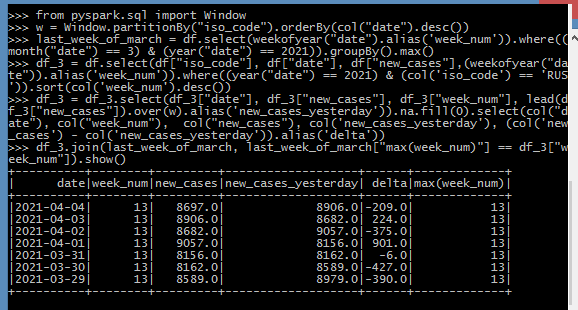 >>> from pyspark.sql import Window
>>> w = Window.partitionBy("iso_code").orderBy(col("date").desc())
>>> last_week_of_march = df.select(weekofyear("date").alias('week_num')).where((
month("date") == 3) & (year("date") == 2021)).groupBy().max()
>>> df_3 = df.select(df["iso_code"], df["date"], df["new_cases"],(weekofyear("da
te")).alias('week_num')).where((year("date") == 2021) & (col('iso_code') == 'RUS
')).sort(col('week_num').desc())
>>> df_3 = df_3.select(df_3["date"], df_3["new_cases"], df_3["week_num"], lead(d
f_3["new_cases"]).over(w).alias('new_cases_yesterday')).na.fill(0).select(col("d
ate"), col("week_num"),  col("new_cases"), col('new_cases_yesterday'), (col('new
_cases') - col('new_cases_yesterday')).alias('delta'))
>>> df_3.join(last_week_of_march, last_week_of_march["max(week_num)"] == df_3["w
eek_num"]).show()
+----------+--------+---------+-------------------+------+-------------+
|      date|week_num|new_cases|new_cases_yesterday| delta|max(week_num)|
+----------+--------+---------+-------------------+------+-------------+
|2021-04-04|      13|   8697.0|             8906.0|-209.0|           13|
|2021-04-03|      13|   8906.0|             8682.0| 224.0|           13|
|2021-04-02|      13|   8682.0|             9057.0|-375.0|           13|
|2021-04-01|      13|   9057.0|             8156.0| 901.0|           13|
|2021-03-31|      13|   8156.0|             8162.0|  -6.0|           13|
|2021-03-30|      13|   8162.0|             8589.0|-427.0|           13|
|2021-03-29|      13|   8589.0|             8979.0|-390.0|           13|
+----------+--------+---------+-------------------+------+-------------+